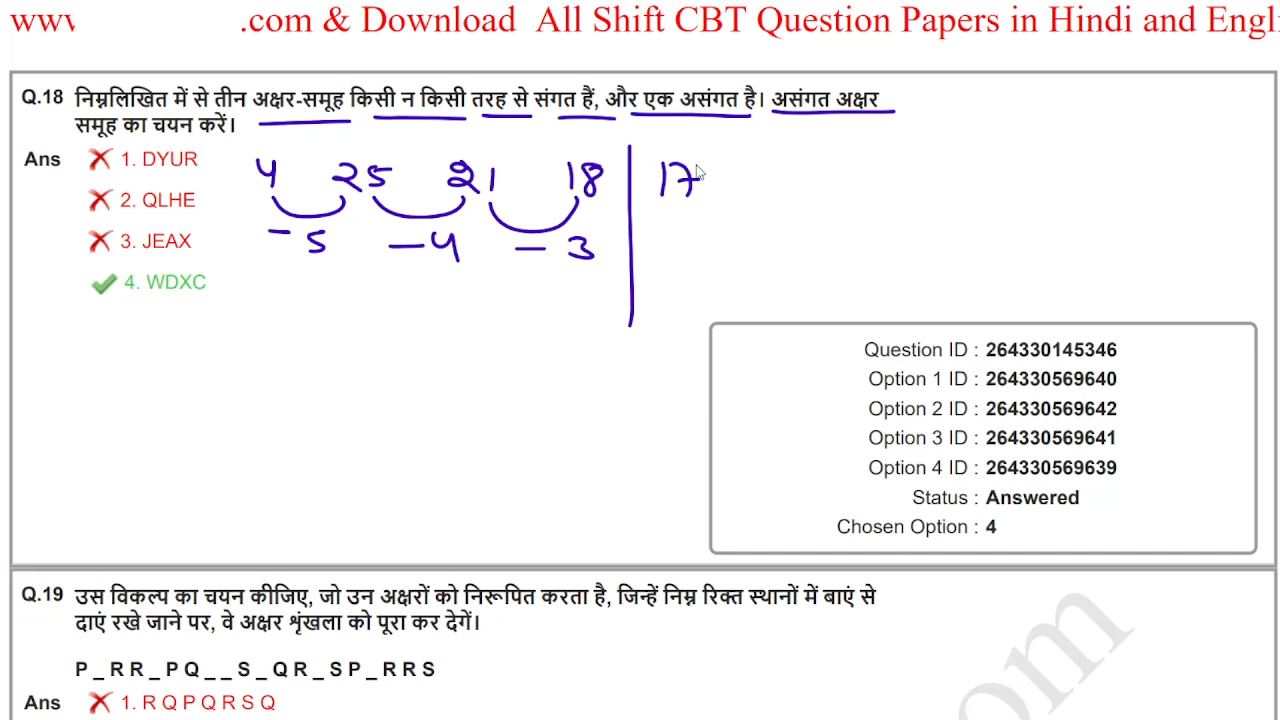 www .com & Download All Shift CBT Question Papers in Hindi and Engli
Q.18 निम्नलिखित में से तीन अक्षर-समूह किसी न किसी तरह से संगत हैं, और एक असंगत है। असंगत अक्षर
समूह का चयन करें।
Ans 1. DYUR
2. QLHE
3. JEAX
4. WDXC
4 25 21 18 17
-5 -4 -3
Question ID : 264330145346
Option 1 ID : 264330569640
Option 2 ID : 264330569642
Option 3 ID : 264330569641
Option 4 ID : 264330569639
Status : Answered
Chosen Option : 4
Q.19 उस विकल्प का चयन कीजिए, जो उन अक्षरों को निरूपित करता है, जिन्हें निम्न रिक्त स्थानों में बाएं से
दाएं रखे जाने पर, वे अक्षर शृंखला को पूरा कर देगें।
P _ R R _ P Q _ _ S _ Q R _ S P _ R R S
Ans 1. R Q P Q R S Q
om